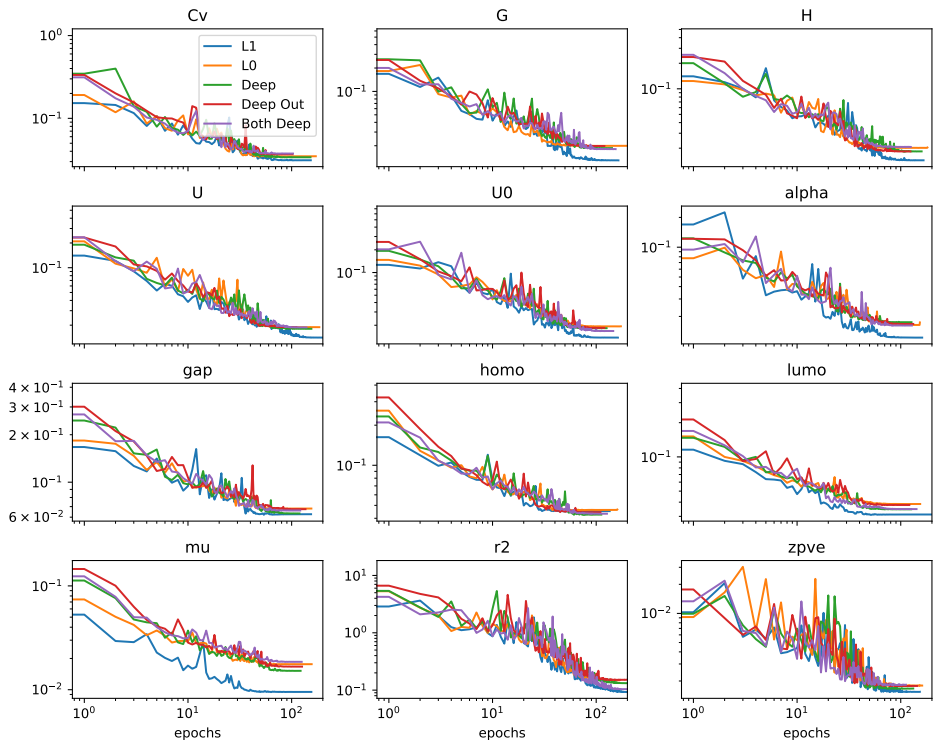 Cv
G
H
10⁰
10⁻¹
L1
L0
Deep
Deep Out
Both Deep
10⁻¹
10⁻¹
U
U0
alpha
10⁻¹
10⁻¹
10⁻¹
gap
homo
lumo
4 × 10⁻¹
3 × 10⁻¹
2 × 10⁻¹
10⁻¹
6 × 10⁻²
10⁻¹
10⁻¹
mu
r2
zpve
10⁻¹
10⁻²
10¹
10⁰
10⁻¹
10⁻²
10⁰ 10¹ 10²
10⁰ 10¹ 10²
10⁰ 10¹ 10²
epochs
epochs
epochs